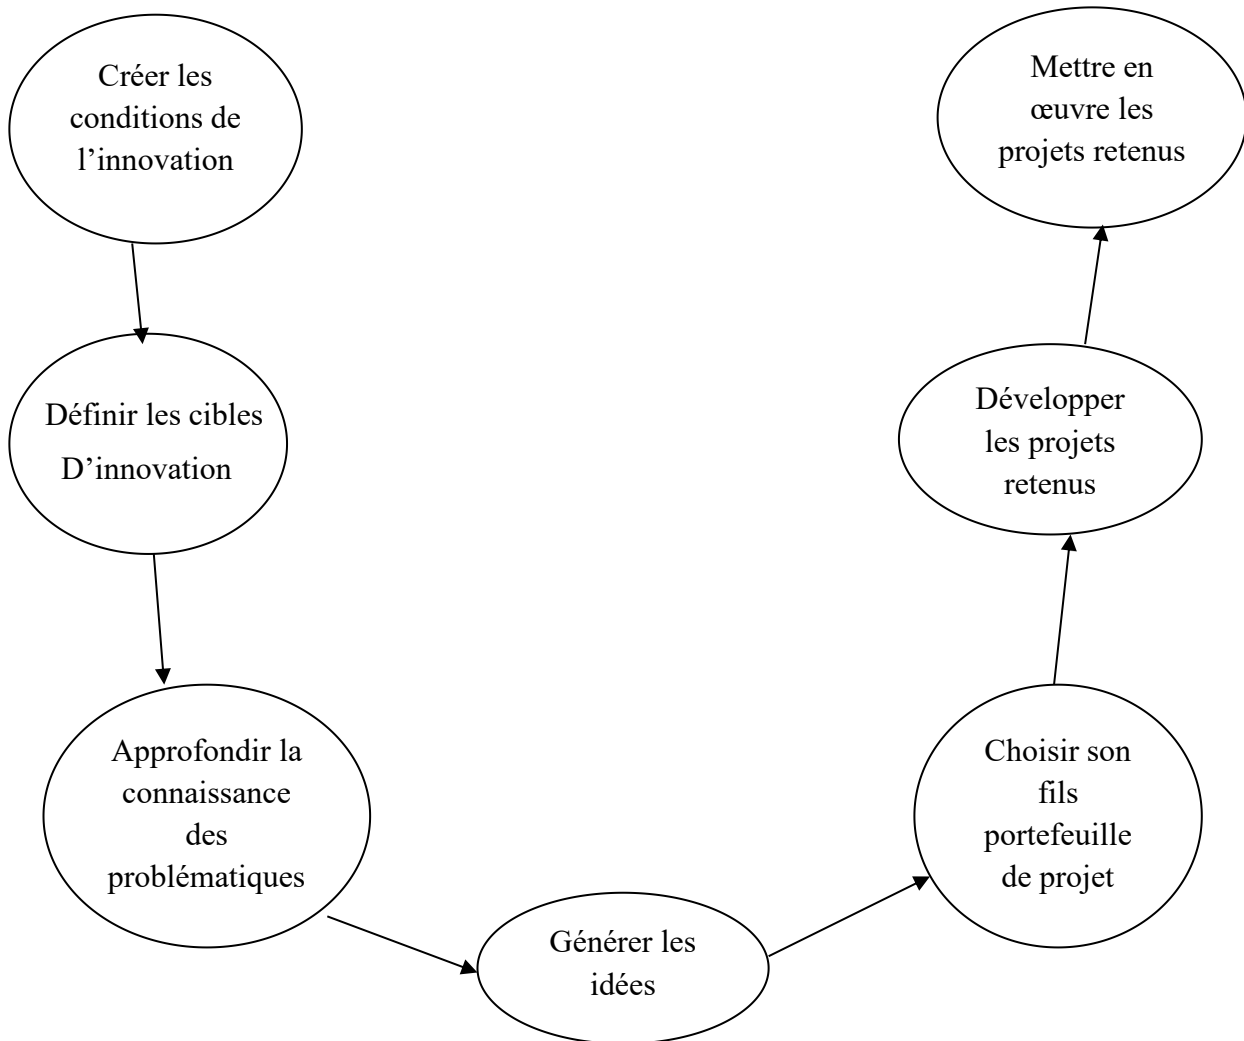 Créer les
conditions de
l’innovation
Définir les cibles
D’innovation
Approfondir la
connaissance
des
problématiques
Générer les
idées
Choisir son
fils
portefeuille
de projet
Développer
les projets
retenus
Mettre en
œuvre les
projets retenus